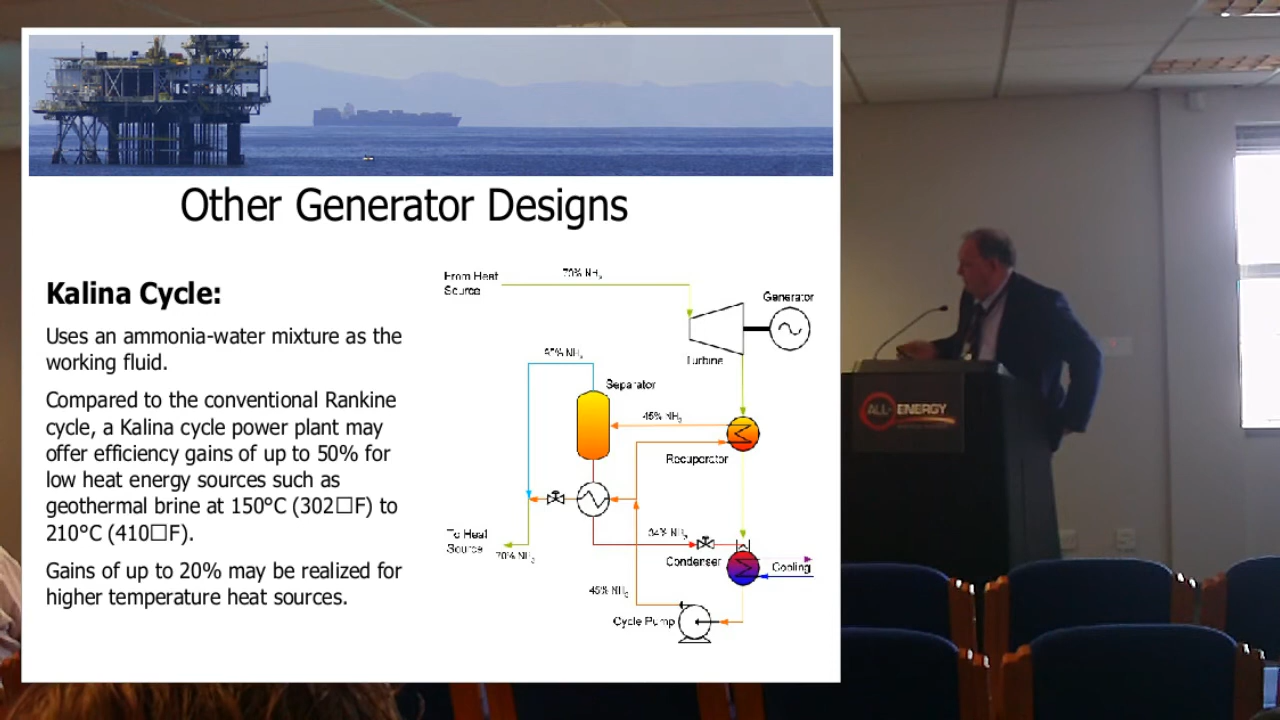 Other Generator Designs
Kalina Cycle:
Uses an ammonia-water mixture as the
working fluid.
Compared to the conventional Rankine
cycle, a Kalina cycle power plant may
offer efficiency gains of up to 50% for
low heat energy sources such as
geothermal brine at 150°C (302□F) to
210°C (410□F).
Gains of up to 20% may be realized for
higher temperature heat sources.
From Heat
Source
70% NH₃
Generator
Turbine
NH₃
Separator
45% NH₃
Recuperator
To Heat
Source
70% NH₃
34% NH₃
Condenser
Cooling
45% NH₃
Cycle Pump
ALL-ENERGY